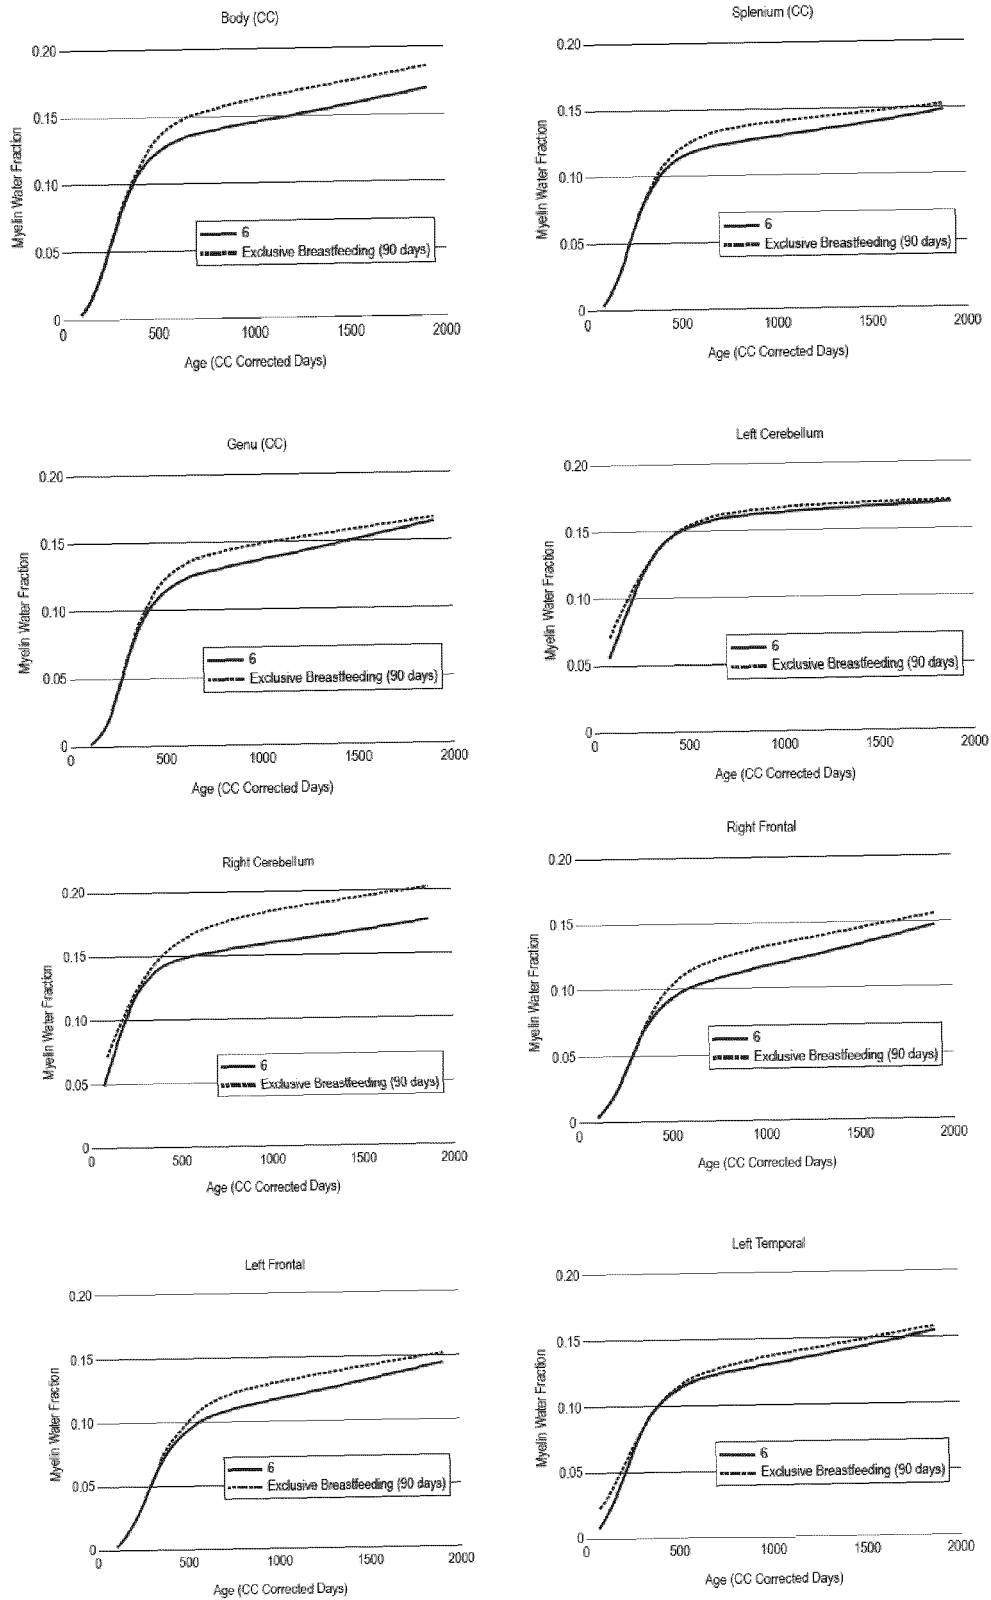 Body (CC)
0.20
0.15
0.10
0.05
0
Myelin Water Fraction
6
Exclusive Breastfeeding (90 days)
0
500
1000
1500
2000
Age (CC Corrected Days)
Splenium (CC)
0.20
0.15
0.10
0.05
0
Myelin Water Fraction
6
Exclusive Breastfeeding (90 days)
0
500
1000
1500
2000
Age (CC Corrected Days)
Genu (CC)
0.20
0.15
0.10
0.05
0
Myelin Water Fraction
6
Exclusive Breastfeeding (90 days)
0
500
1000
1500
2000
Age (CC Corrected Days)
Left Cerebellum
0.20
0.15
0.10
0.05
0
Myelin Water Fraction
6
Exclusive Breastfeeding (90 days)
0
500
1000
1500
2000
Age (CC Corrected Days)
Right Cerebellum
0.20
0.15
0.10
0.05
0
Myelin Water Fraction
6
Exclusive Breastfeeding (90 days)
0
500
1000
1500
2000
Age (CC Corrected Days)
Right Frontal
0.20
0.15
0.10
0.05
0
Myelin Water Fraction
6
Exclusive Breastfeeding (90 days)
0
500
1000
1500
2000
Age (CC Corrected Days)
Left Frontal
0.20
0.15
0.10
0.05
0
Myelin Water Fraction
6
Exclusive Breastfeeding (90 days)
0
500
1000
1500
2000
Age (CC Corrected Days)
Left Temporal
0.20
0.15
0.10
0.05
0
Myelin Water Fraction
6
Exclusive Breastfeeding (90 days)
0
500
1000
1500
2000
Age (CC Corrected Days)